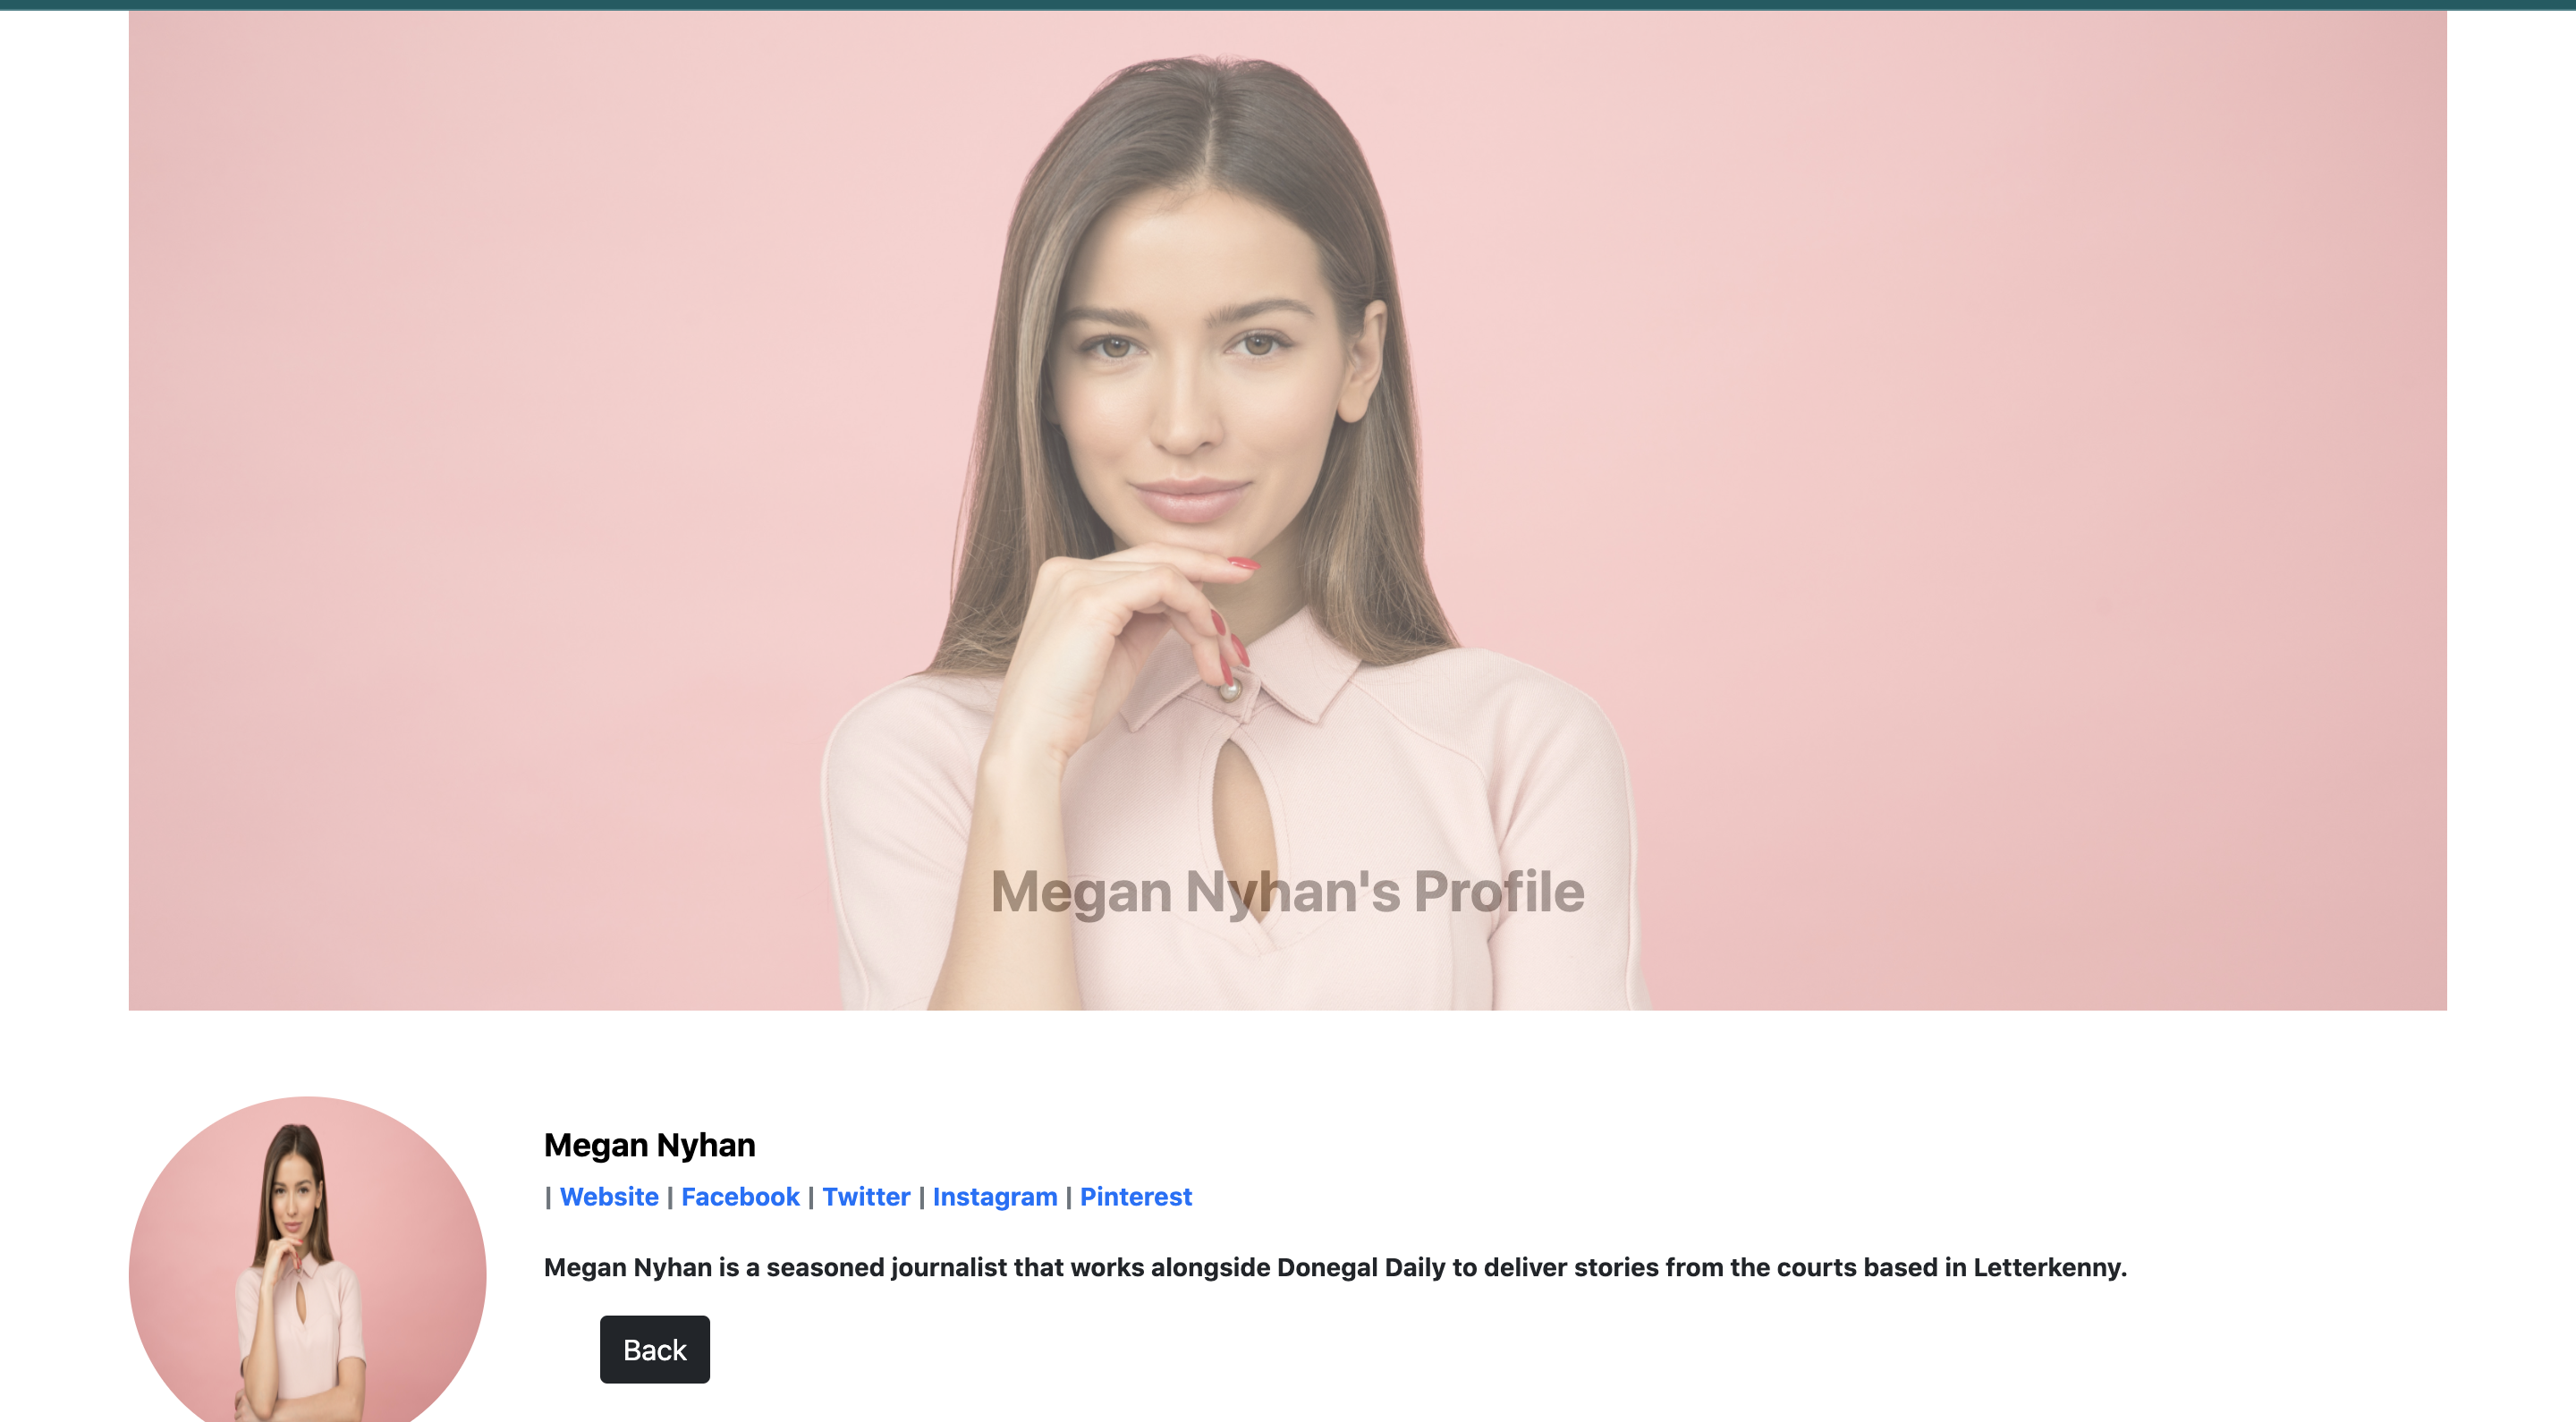 Megan Nyhan's Profile
Megan Nyhan
| Website | Facebook | Twitter | Instagram | Pinterest
Megan Nyhan is a seasoned journalist that works alongside Donegal Daily to deliver stories from the courts based in Letterkenny.
Back